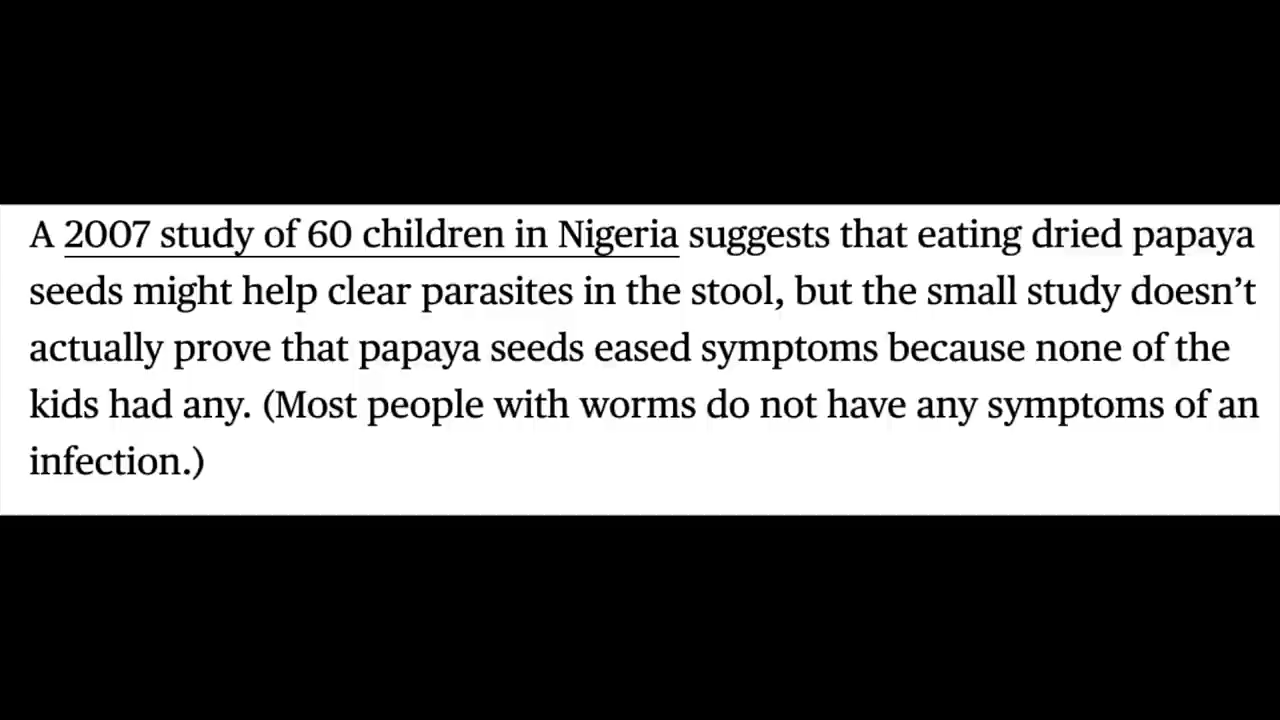 A 2007 study of 60 children in Nigeria suggests that eating dried papaya
seeds might help clear parasites in the stool, but the small study doesn’t
actually prove that papaya seeds eased symptoms because none of the
kids had any. (Most people with worms do not have any symptoms of an
infection.)